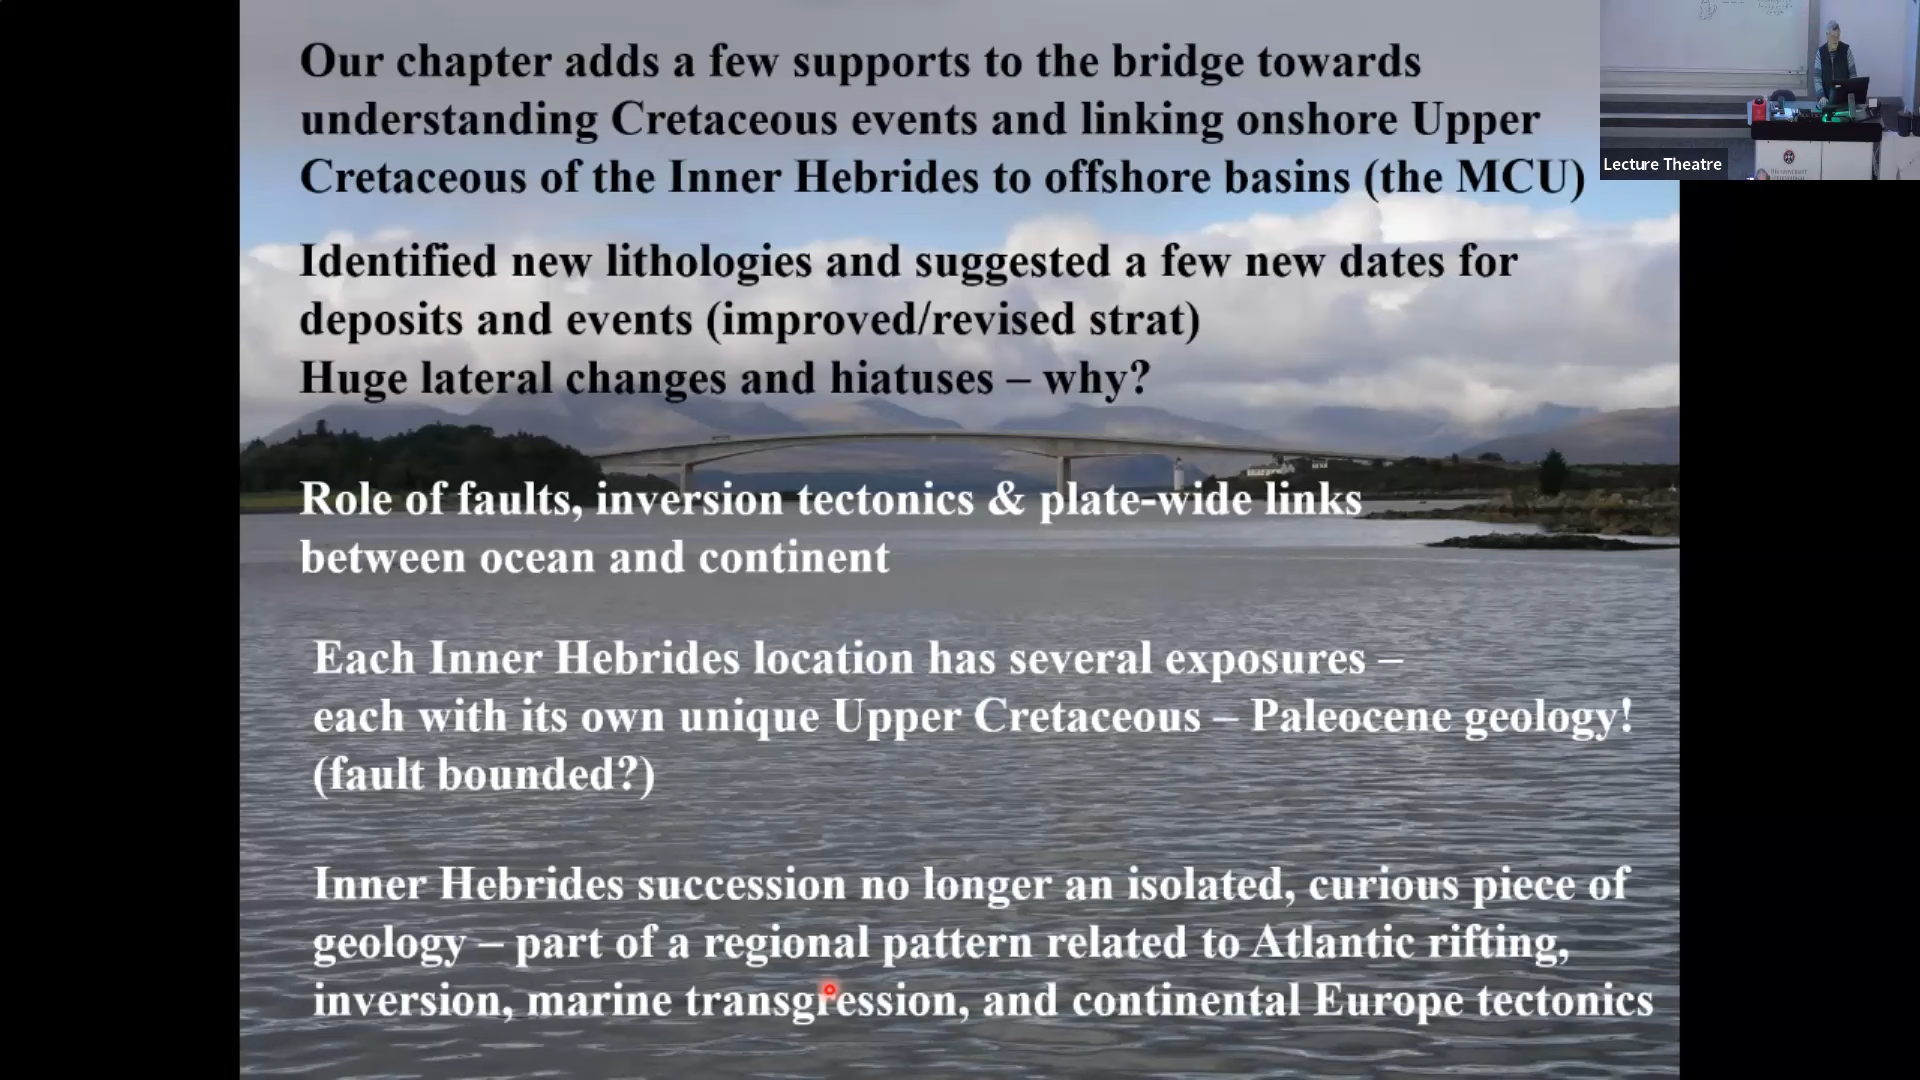 Our chapter adds a few supports to the bridge towards
understanding Cretaceous events and linking onshore Upper
Cretaceous of the Inner Hebrides to offshore basins (the MCU)
Lecture Theatre
Identified new lithologies and suggested a few new dates for
deposits and events (improved/revised strat)
Huge lateral changes and hiatuses – why?
Role of faults, inversion tectonics & plate-wide links
between ocean and continent
Each Inner Hebrides location has several exposures –
each with its own unique Upper Cretaceous – Paleocene geology!
(fault bounded?)
Inner Hebrides succession no longer an isolated, curious piece of
geology – part of a regional pattern related to Atlantic rifting,
inversion, marine transgression, and continental Europe tectonics